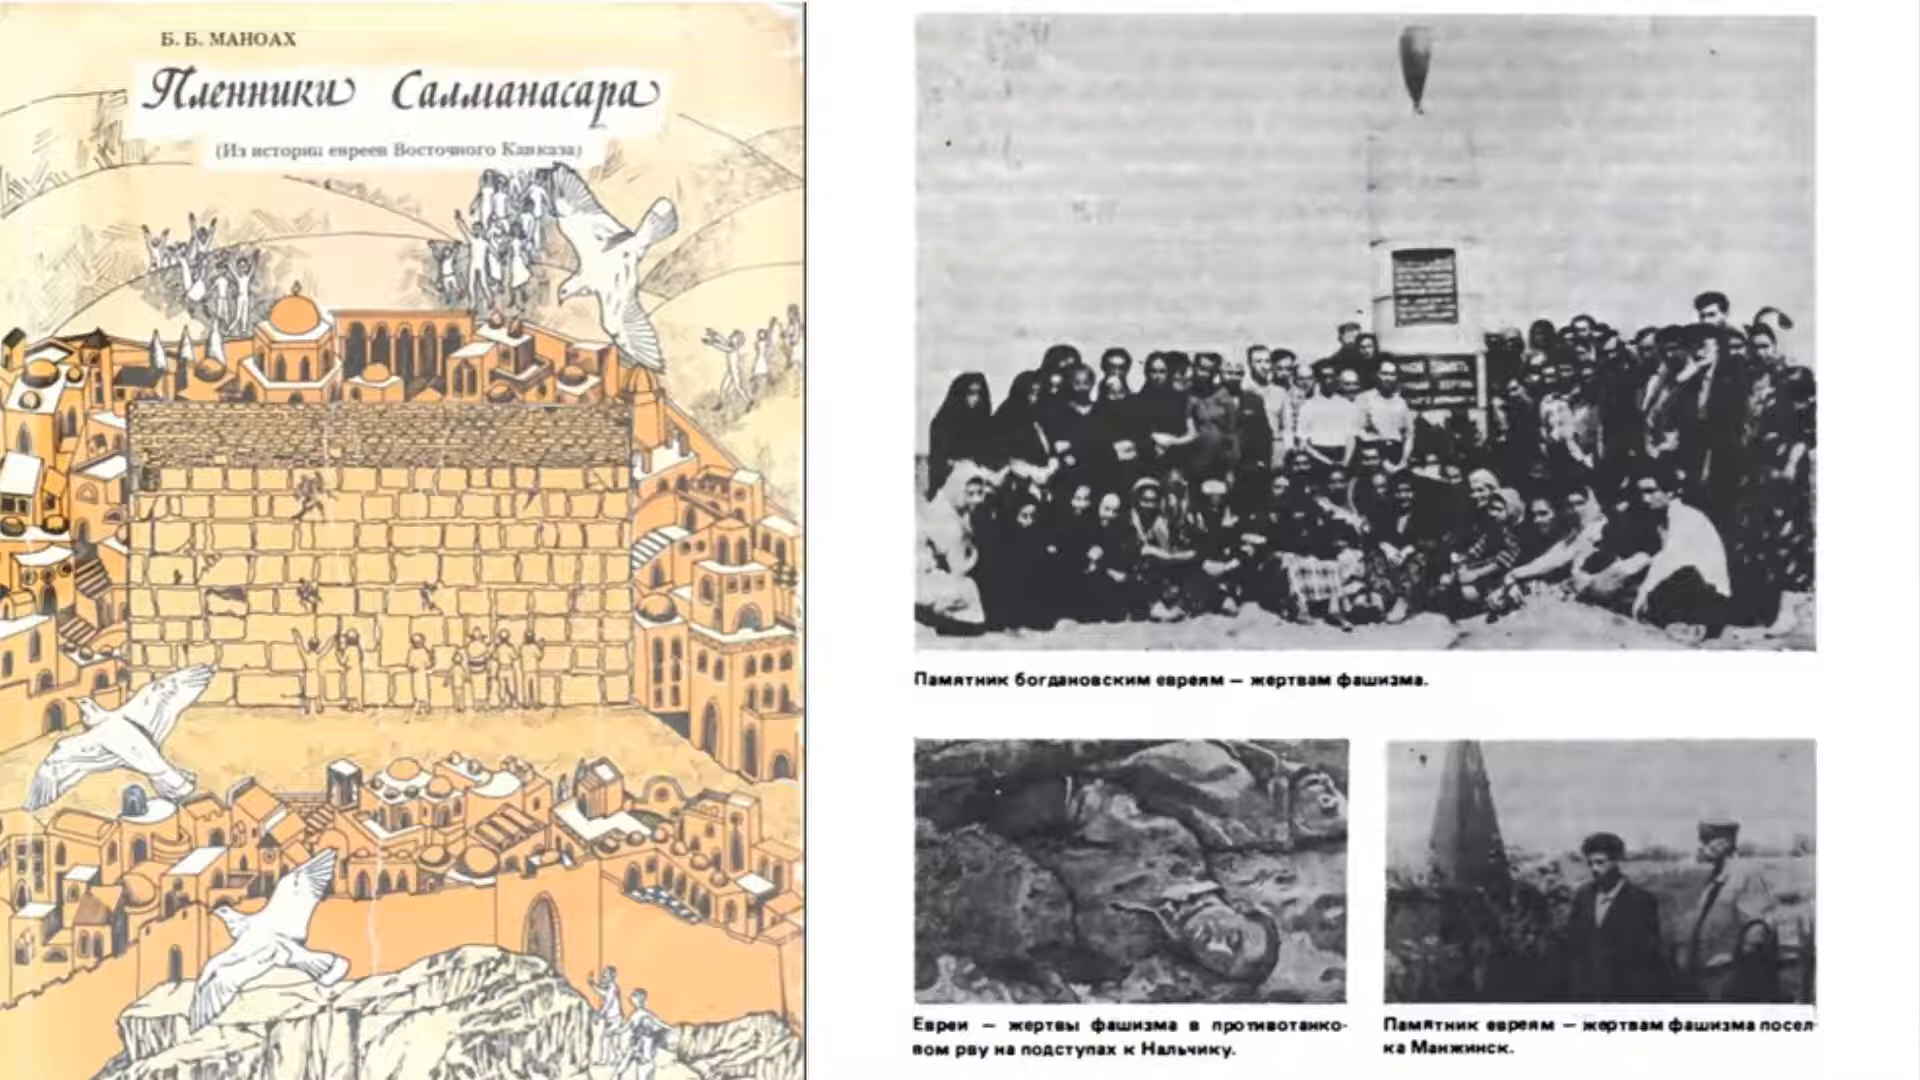 Б. Б. МАНОАХ
Пленники Салманасара
(Из истории евреев Восточного Кавказа)
Памятник богдановским евреям — жертвам фашизма.
Евреи — жертвы фашизма в противотанко-
вом рву на подступах к Нальчику.
Памятник евреям — жертвам фашизма посел-
ка Манжинск.